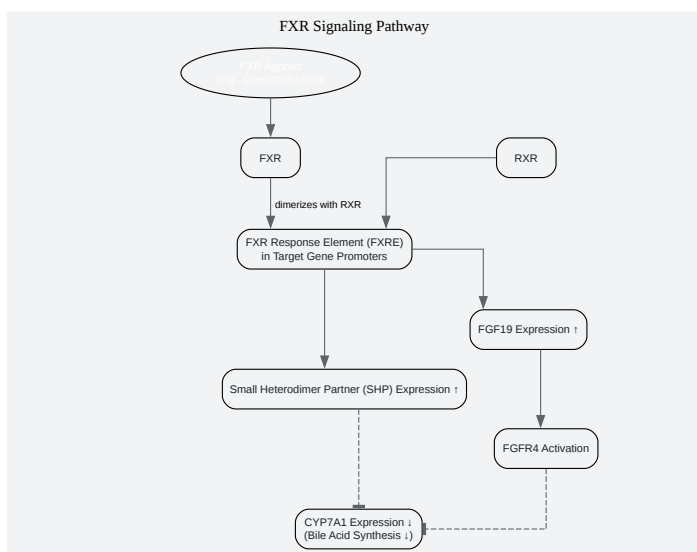 FXR Signaling Pathway
FXR Agonist
(e.g., Obeticholic Acid)
FXR
RXR
dimerizes with RXR
FXR Response Element (FXRE)
in Target Gene Promoters
FGF19 Expression ↑
Small Heterodimer Partner (SHP) Expression ↑
FGFR4 Activation
CYP7A1 Expression ↓
(Bile Acid Synthesis ↓)